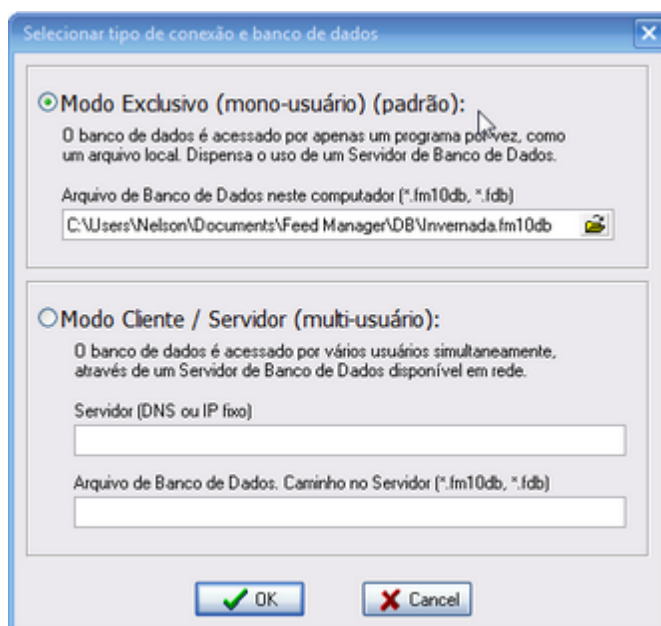 Selecionar tipo de conexão e banco de dados
Modo Exclusivo (mono-usuário) (padrão):
O banco de dados é acessado por apenas um programa por vez, como
um arquivo local. Dispensa o uso de um Servidor de Banco de Dados.
Arquivo de Banco de Dados neste computador (*.fm10db, *.fdb)
C:\Users\Nelson\Documents\Feed Manager\DB\Invernada.fm10db
Modo Cliente / Servidor (multi-usuário):
O banco de dados é acessado por vários usuários simultaneamente,
através de um Servidor de Banco de Dados disponível em rede.
Servidor (DNS ou IP fixo)
Arquivo de Banco de Dados. Caminho no Servidor (*.fm10db, *.fdb)
OK
Cancel